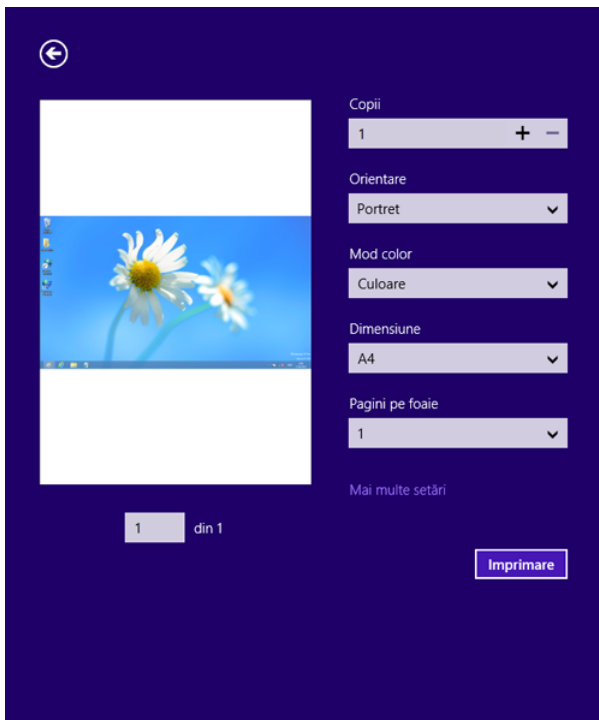 Copii
1
Orientare
Portret
Mod color
Culoare
Dimensiune
A4
Pagini pe foaie
1
Mai multe setări
1 din 1
Imprimare